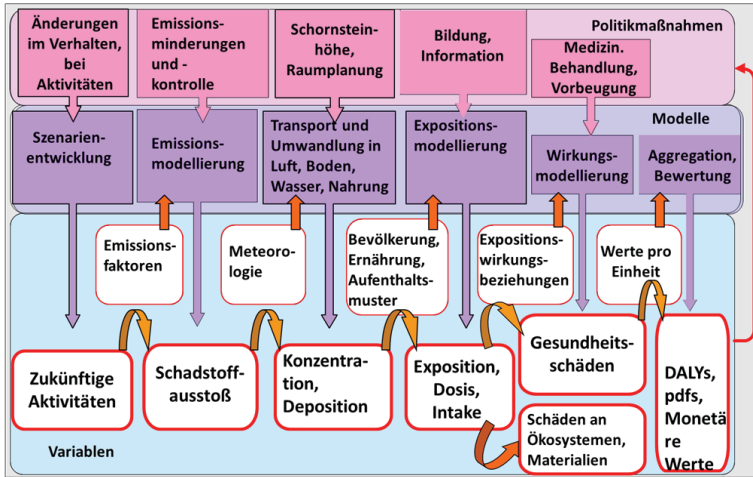 Änderungen
im Verhalten,
bei
Aktivitäten
Emissions-
minderungen
und -
kontrolle
Schornstein-
höhe,
Raumplanung
Bildung,
Information
Medizin.
Behandlung,
Vorbeugung
Politikmaßnahmen
Szenarien-
entwicklung
Emissions-
modellierung
Transport und
Umwandlung in
Luft, Boden,
Wasser, Nahrung
Expositions-
modellierung
Wirkungs-
modellierung
Modelle
Aggregation,
Bewertung
Emissions-
faktoren
Meteoro-
logie
Bevölkerung,
Ernährung,
Aufenthalts-
muster
Expositions-
wirkungs-
beziehungen
Werte pro
Einheit
Zukünftige
Aktivitäten
Schadstoff-
ausstoß
Konzentra-
tion,
Deposition
Exposition,
Dosis,
Intake
Gesundheits-
schäden
Schäden an
Ökosystemen,
Materialien
DALYs,
pdfs,
Monetä
re
Werte
Variablen